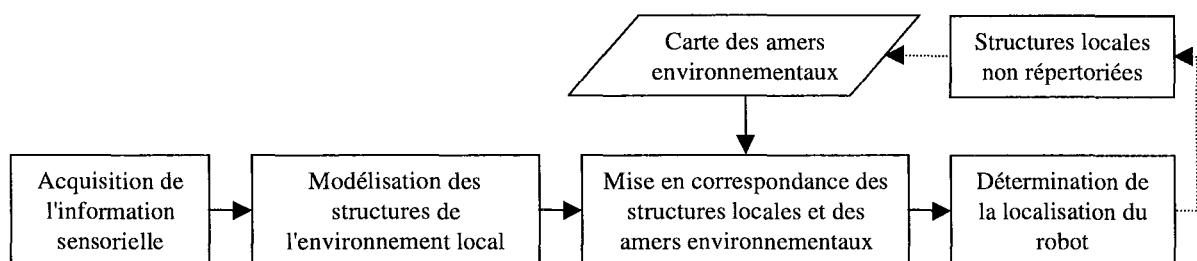 Carte des amers
environnementaux
Structures locales
non répertoriées
Acquisition de
l'information
sensorielle
Modélisation des
structures de
l'environnement local
Mise en correspondance des
structures locales et des
amers environnementaux
Détermination de
la localisation du
robot